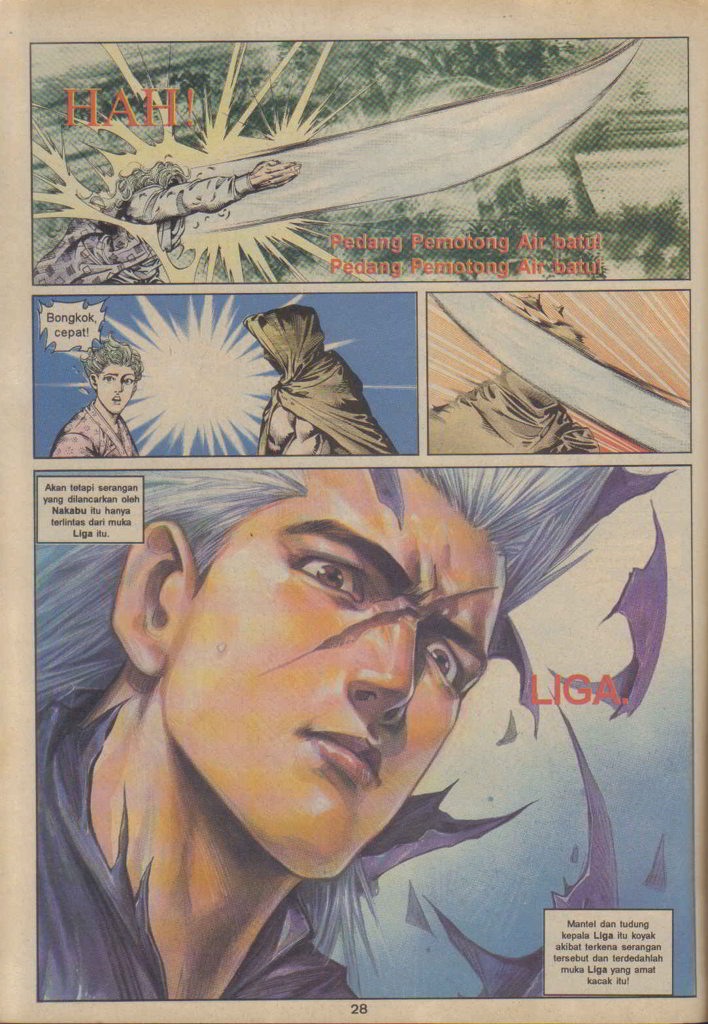 HAH!
Pedang Pemotong Air batu!
Pedang Pemotong Air batu!
Bongkok,
cepat!
Akan tetapi serangan
yang dilancarkan oleh
Nakabu itu hanya
terlintas dari muka
Liga itu.
LIGA.
Mantel dan tudung
kepala Liga itu koyak
akibat terkena serangan
tersebut dan terdedahlah
muka Liga yang amat
kacak itu!
28